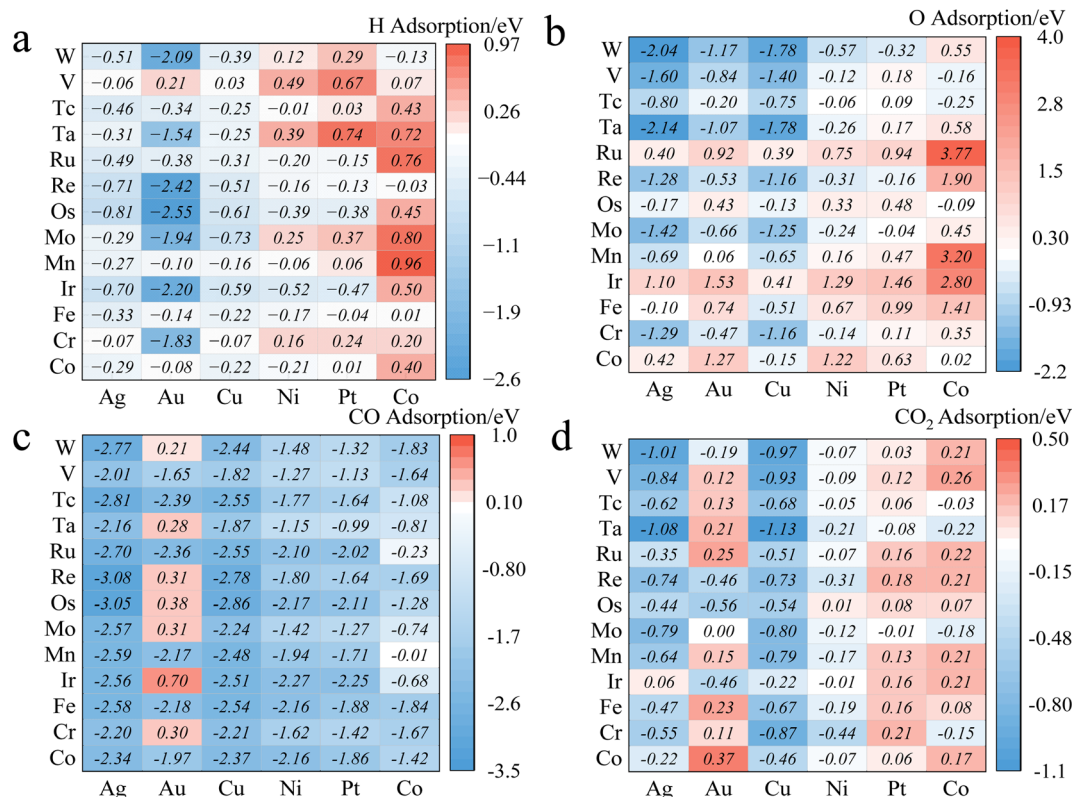 a
H Adsorption/eV
W −0.51 −2.09 −0.39 0.12 0.29 −0.13
V −0.06 0.21 0.03 0.49 0.67 0.07
Tc −0.46 −0.34 −0.25 −0.01 0.03 0.43
Ta −0.31 −1.54 −0.25 0.39 0.74 0.72
Ru −0.49 −0.38 −0.31 −0.20 −0.15 0.76
Re −0.71 −2.42 −0.51 −0.16 −0.13 −0.03
Os −0.81 −2.55 −0.61 −0.39 −0.38 0.45
Mo −0.29 −1.94 −0.73 0.25 0.37 0.80
Mn −0.27 −0.10 −0.16 −0.06 0.06 0.96
Ir −0.70 −2.20 −0.59 −0.52 −0.47 0.50
Fe −0.33 −0.14 −0.22 −0.17 −0.04 0.01
Cr −0.07 −1.83 −0.07 0.16 0.24 0.20
Co −0.29 −0.08 −0.22 −0.21 0.01 0.40
Ag Au Cu Ni Pt Co
0.97
0.26
−0.44
−1.1
−1.9
−2.6
b
O Adsorption/eV
W −2.04 −1.17 −1.78 −0.57 −0.32 0.55
V −1.60 −0.84 −1.40 −0.12 0.18 −0.16
Tc −0.80 −0.20 −0.75 −0.06 0.09 −0.25
Ta −2.14 −1.07 −1.78 −0.26 0.17 0.58
Ru 0.40 0.92 0.39 0.75 0.94 3.77
Re −1.28 −0.53 −1.16 −0.31 −0.16 1.90
Os −0.17 0.43 −0.13 0.33 0.48 −0.09
Mo −1.42 −0.66 −1.25 −0.24 −0.04 0.45
Mn −0.69 0.06 −0.65 0.16 0.47 3.20
Ir 1.10 1.53 0.41 1.29 1.46 2.80
Fe −0.10 0.74 −0.51 0.67 0.99 1.41
Cr −1.29 −0.47 −1.16 −0.14 0.11 0.35
Co 0.42 1.27 −0.15 1.22 0.63 0.02
Ag Au Cu Ni Pt Co
4.0
2.8
1.5
0.30
-0.93
-2.2
c
CO Adsorption/eV
W -2.77 0.21 -2.44 -1.48 -1.32 -1.83
V -2.01 -1.65 -1.82 -1.27 -1.13 -1.64
Tc -2.81 -2.39 -2.55 -1.77 -1.64 -1.08
Ta -2.16 0.28 -1.87 -1.15 -0.99 -0.81
Ru -2.70 -2.36 -2.55 -2.10 -2.02 -0.23
Re -3.08 0.31 -2.78 -1.80 -1.64 -1.69
Os -3.05 0.38 -2.86 -2.17 -2.11 -1.28
Mo -2.57 0.31 -2.24 -1.42 -1.27 -0.74
Mn -2.59 -2.17 -2.48 -1.94 -1.71 -0.01
Ir -2.56 0.70 -2.51 -2.27 -2.25 -0.68
Fe -2.58 -2.18 -2.54 -2.16 -1.88 -1.84
Cr -2.20 0.30 -2.21 -1.62 -1.42 -1.67
Co -2.34 -1.97 -2.37 -2.16 -1.86 -1.42
Ag Au Cu Ni Pt Co
1.0
0.10
-0.80
-1.7
-2.6
-3.5
d
CO₂ Adsorption/eV
W -1.01 -0.19 -0.97 -0.07 0.03 0.21
V -0.84 0.12 -0.93 -0.09 0.12 0.26
Tc -0.62 0.13 -0.68 -0.05 0.06 -0.03
Ta -1.08 0.21 -1.13 -0.21 -0.08 -0.22
Ru -0.35 0.25 -0.51 -0.07 0.16 0.22
Re -0.74 -0.46 -0.73 -0.31 0.18 0.21
Os -0.44 -0.56 -0.54 0.01 0.08 0.07
Mo -0.79 0.00 -0.80 -0.12 -0.01 -0.18
Mn -0.64 0.15 -0.79 -0.17 0.13 0.21
Ir 0.06 -0.46 -0.22 -0.01 0.16 0.21
Fe -0.47 0.23 -0.67 -0.19 0.16 0.08
Cr -0.55 0.11 -0.87 -0.44 0.21 -0.15
Co -0.22 0.37 -0.46 -0.07 0.06 0.17
Ag Au Cu Ni Pt Co
0.50
0.17
-0.15
-0.48
-0.80
-1.1